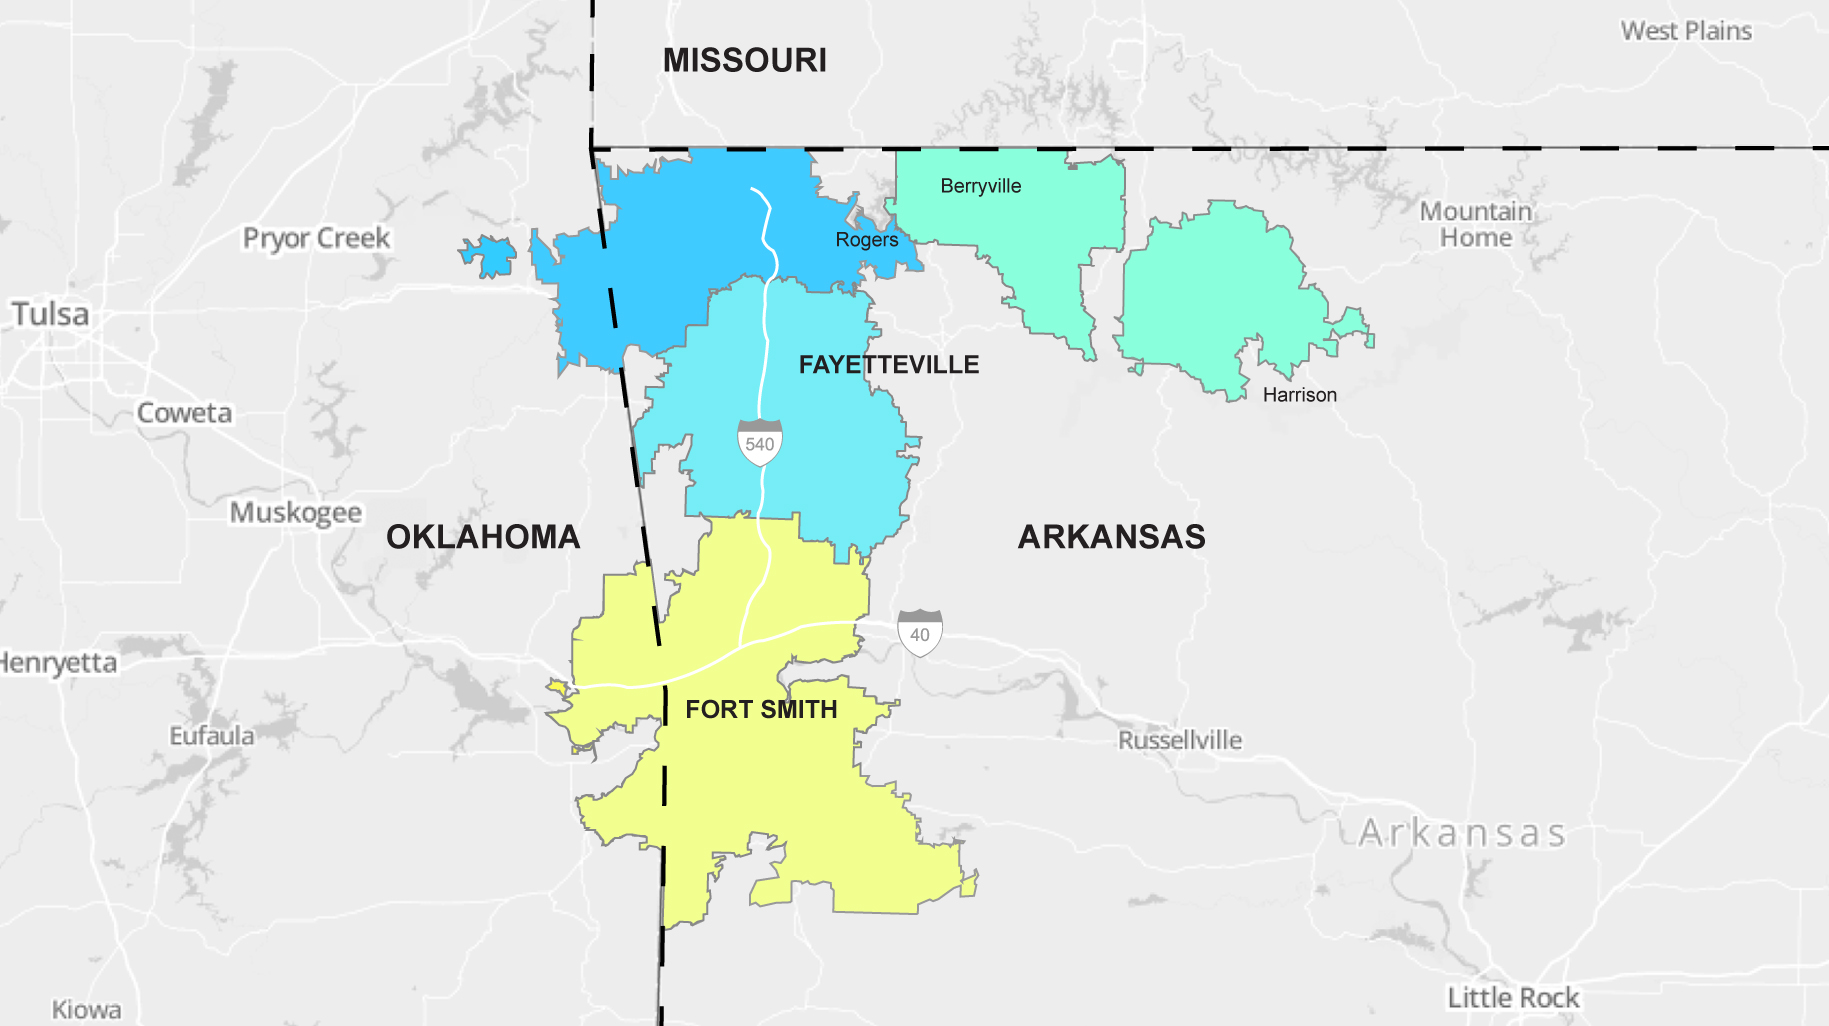 West Plains
MISSOURI
Berryville
Mountain
Home
Pryor Creek
Rogers
Tulsa
FAYETTEVILLE
Harrison
Coweta
540
Muskogee
OKLAHOMA
ARKANSAS
40
Henryetta
FORT SMITH
Eufaula
Russellville
Arkansas
Little Rock
Kiowa